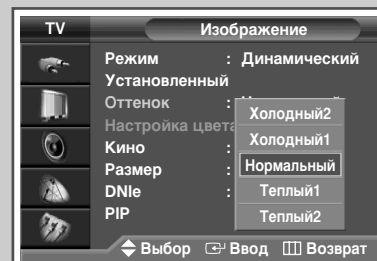 TV Изображение
Режим : Динамический
Установленный
Оттенок :
Настройка цвета
Кино :
Размер :
DNIe :
PIP
Холодный2
Холодный1
Нормальный
Теплый1
Теплый2
Выбор Ввод Возврат